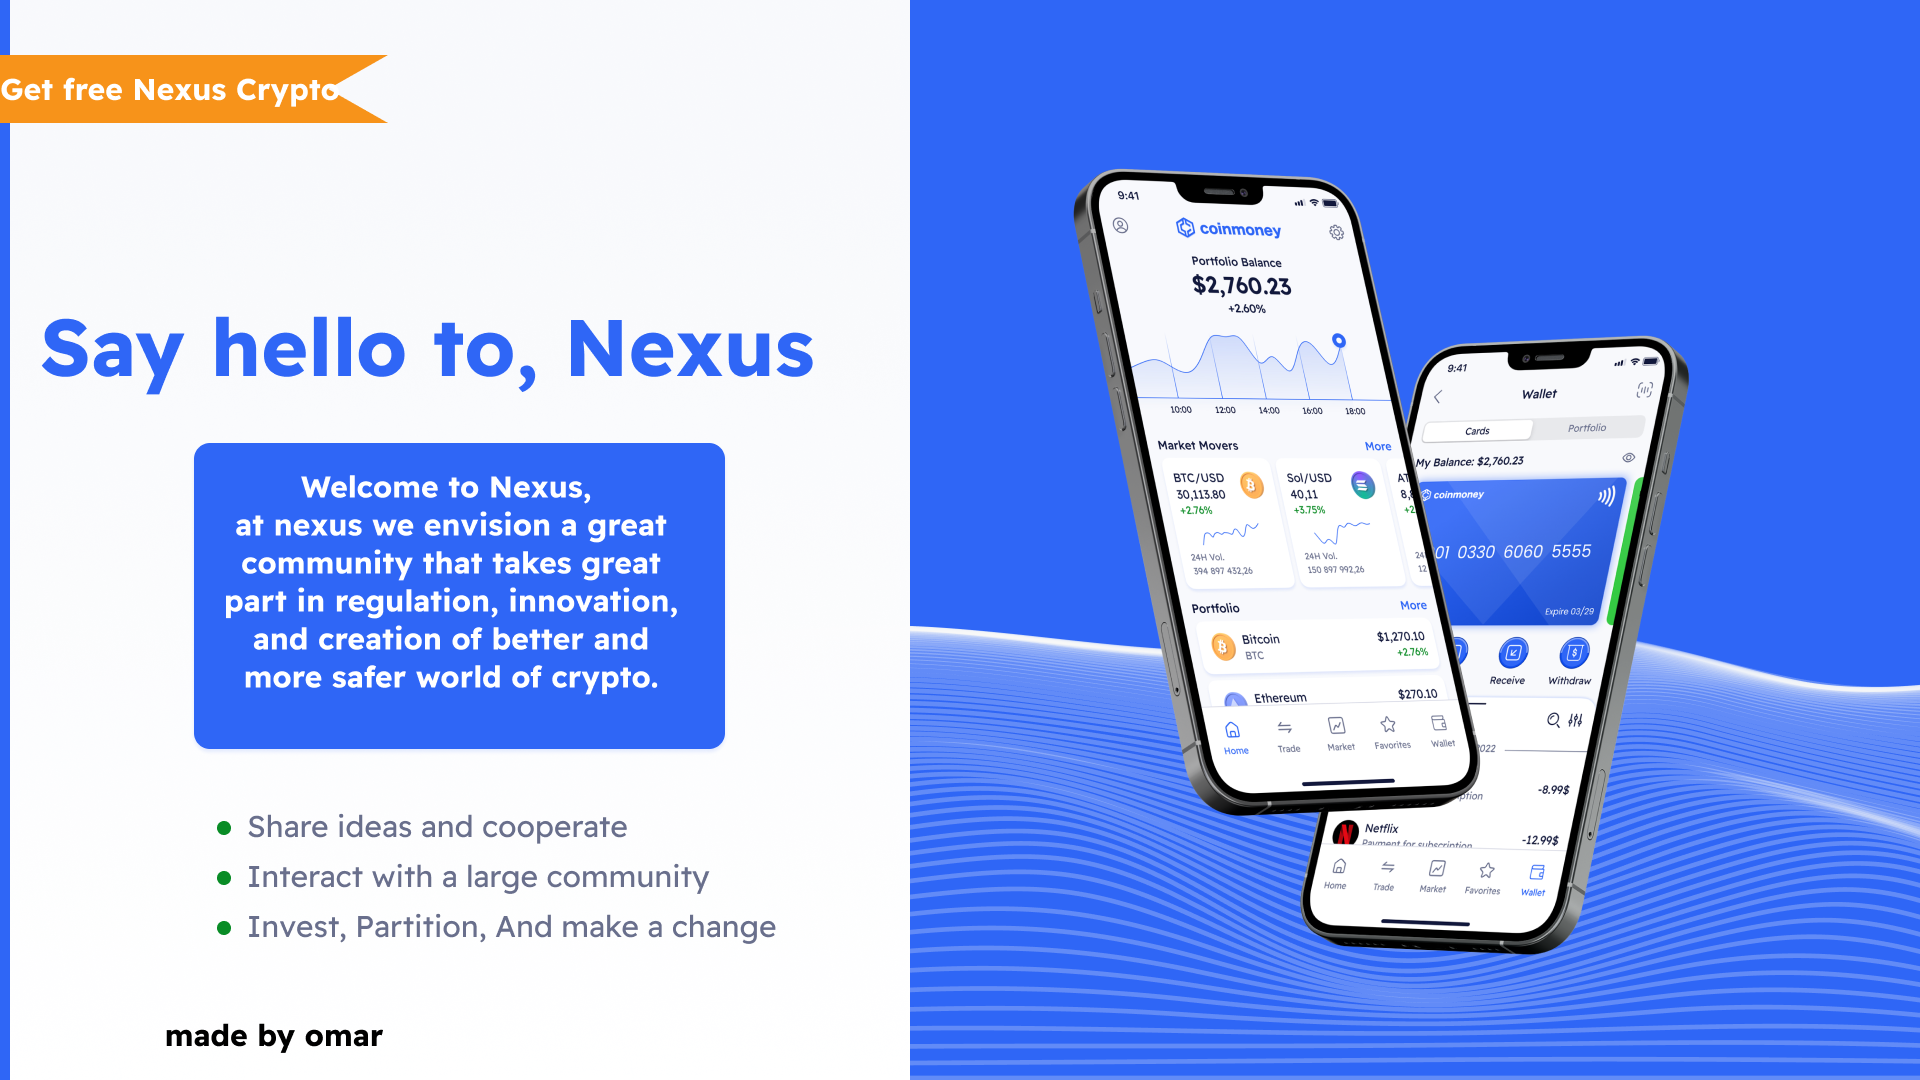 Get free Nexus Crypto
Say hello to, Nexus
Welcome to Nexus,
at nexus we envision a great
community that takes great
part in regulation, innovation,
and creation of better and
more safer world of crypto.
Share ideas and cooperate
Interact with a large community
Invest, Partition, And make a change
made by omar
9:41
coinmoney
Portfolio Balance
$2,760.23
+2.60%
10:00 12:00 14:00 16:00 18:00
Market Movers More
BTC/USD
30,113.80
+2.76%
24H Vol.
394 897 432,26
Sol/USD
40,11
+3.75%
24H Vol.
150 897 992,26
Portfolio More
Bitcoin $1,270.10
BTC +2.76%
Ethereum $270.10
Home Trade Market Favorites Wallet
9:41
Wallet
Cards Portfolio
My Balance: $2,760.23
coinmoney
01 0330 6060 5555
Expire 03/29
Receive Withdraw
-8.99$
Netflix
Payment for subscription
-12.99$
Home Trade Market Favorites Wallet